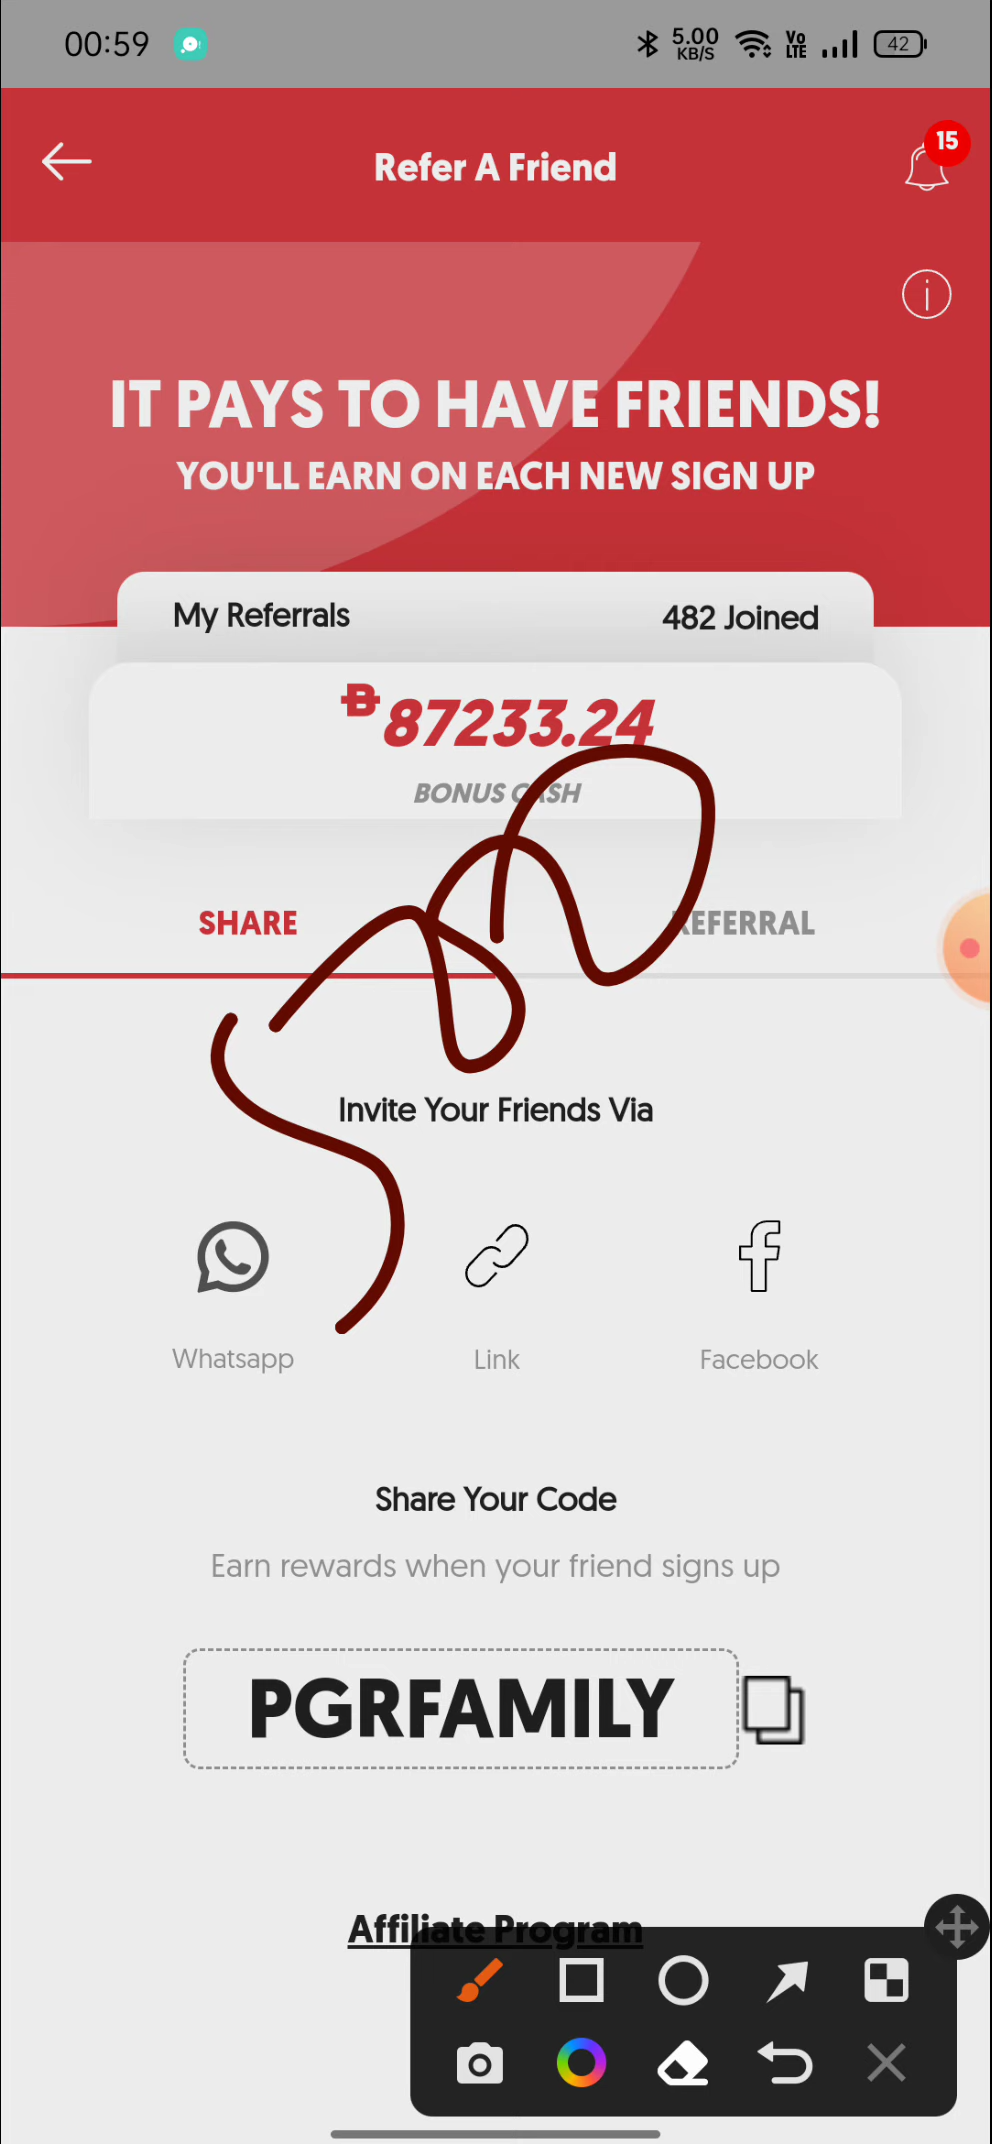 00:59 5.00 KB/S Vo LTE 42
Refer A Friend 15
IT PAYS TO HAVE FRIENDS!
YOU'LL EARN ON EACH NEW SIGN UP
My Referrals 482 Joined
87233.24
BONUS CASH
SHARE REFERRAL
Invite Your Friends Via
Whatsapp Link Facebook
Share Your Code
Earn rewards when your friend signs up
PGRFAMILY
Affiliate Program